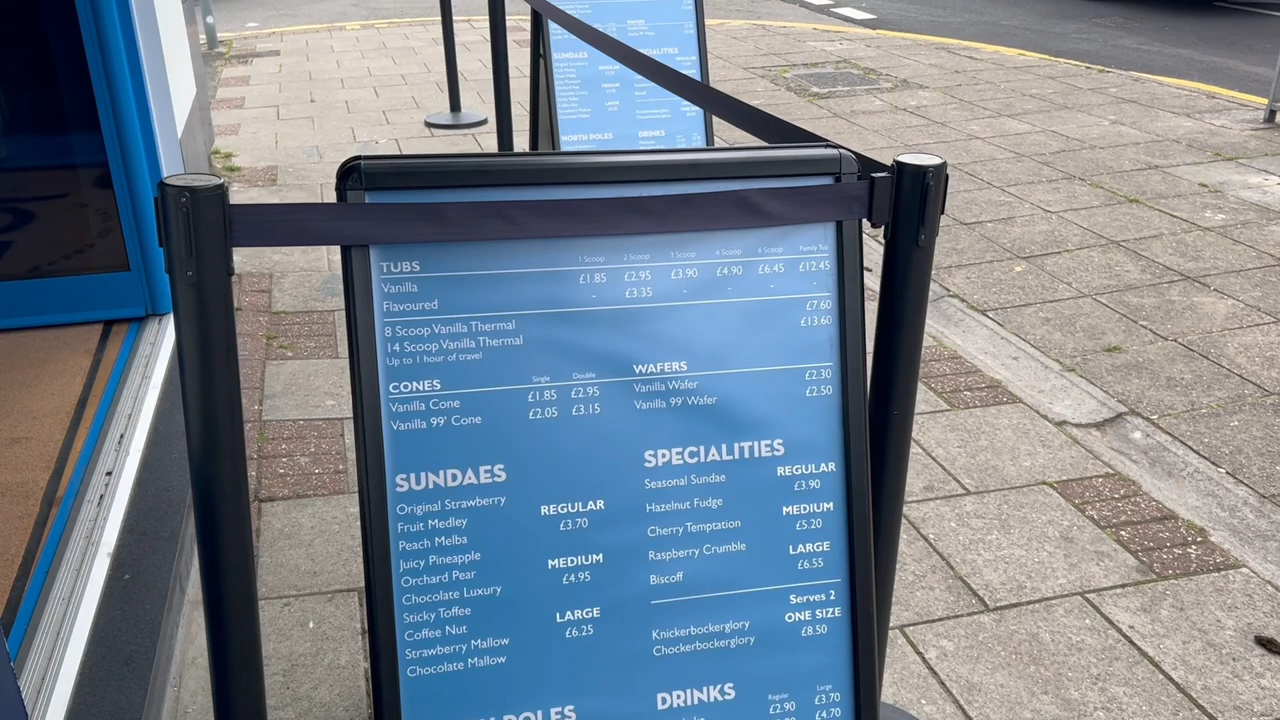 SUNDAES
SPECIALITIES
REGULAR
REGULAR
MEDIUM
MEDIUM
LARGE
LARGE
NORTH POLES
DRINKS
1 Scoop 2 Scoop 3 Scoop 4 Scoop 6 Scoop Family Tub
TUBS
Vanilla £1.85 £2.95 £3.90 £4.90 £6.45 £12.45
Flavoured - £3.35 - - - -
8 Scoop Vanilla Thermal £7.60
14 Scoop Vanilla Thermal £13.60
Up to 1 hour of travel
CONES Single Double
Vanilla Cone £1.85 £2.95
Vanilla 99' Cone £2.05 £3.15
WAFERS
Vanilla Wafer £2.30
Vanilla 99' Wafer £2.50
SUNDAES
Original Strawberry
Fruit Medley
Peach Melba
Juicy Pineapple
Orchard Pear
Chocolate Luxury
Sticky Toffee
Coffee Nut
Strawberry Mallow
Chocolate Mallow
REGULAR
£3.70
MEDIUM
£4.95
LARGE
£6.25
SPECIALITIES
Seasonal Sundae
Hazelnut Fudge
Cherry Temptation
Raspberry Crumble
Biscoff
REGULAR
£3.90
MEDIUM
£5.20
LARGE
£6.55
Serves 2
ONE SIZE
£8.50
Knickerbockerglory
Chockerbockerglory
POLES
DRINKS
Regular Large
£2.90 £3.70
£4.70